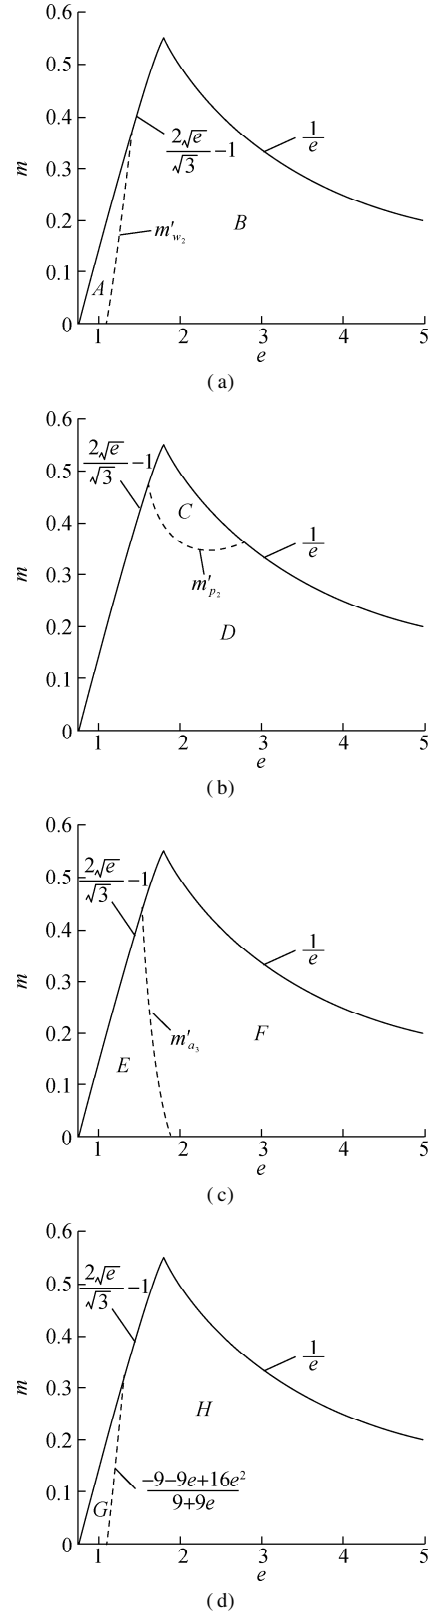 0.6
0.5
0.4
0.3
0.2
0.1
0
m
2√e/√3 −1
1/e
m′w₂
A
B
1 2 3 4 5
e
(a)
0.6
0.5
0.4
0.3
0.2
0.1
0
m
2√e/√3 −1
C
1/e
m′p₂
D
1 2 3 4 5
e
(b)
0.6
0.5
0.4
0.3
0.2
0.1
0
m
2√e/√3 −1
1/e
m′a₃
E
F
1 2 3 4 5
e
(c)
0.6
0.5
0.4
0.3
0.2
0.1
0
m
2√e/√3 −1
1/e
H
−9−9e+16e²
9+9e
G
1 2 3 4 5
e
(d)